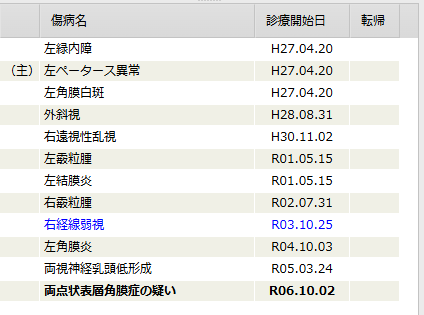 傷病名 診療開始日 転帰
左緑内障 H27.04.20
（主） 左ペータース異常 H27.04.20
左角膜白斑 H27.04.20
外斜視 H28.08.31
右遠視性乱視 H30.11.02
左霰粒腫 R01.05.15
左結膜炎 R01.05.15
右霰粒腫 R02.07.31
右経線弱視 R03.10.25
左角膜炎 R04.10.03
両視神経乳頭低形成 R05.03.24
両点状表層角膜症の疑い R06.10.02